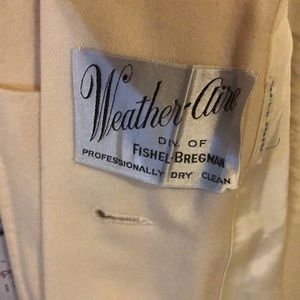 Weather-Aire
DIV. OF
FISHEL-BREGMAN
PROFESSIONALLY DRY CLEAN